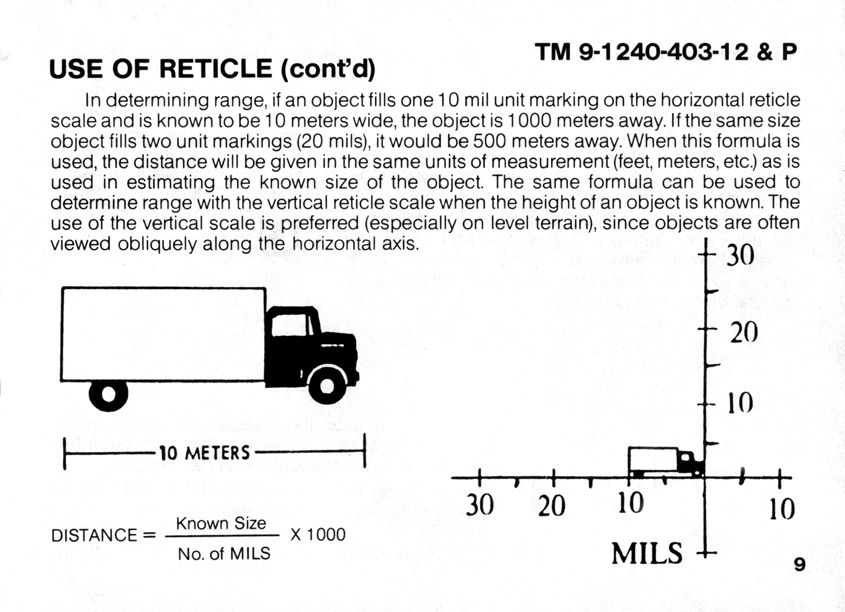 TM 9-1240-403-12 & P
USE OF RETICLE (cont'd)
In determining range, if an object fills one 10 mil unit marking on the horizontal reticle
scale and is known to be 10 meters wide, the object is 1000 meters away. If the same size
object fills two unit markings (20 mils), it would be 500 meters away. When this formula is
used, the distance will be given in the same units of measurement (feet, meters, etc.) as is
used in estimating the known size of the object. The same formula can be used to
determine range with the vertical reticle scale when the height of an object is known. The
use of the vertical scale is preferred (especially on level terrain), since objects are often
viewed obliquely along the horizontal axis.
30
20
10
10 METERS
30 20 10 10
DISTANCE = Known Size X 1000
No. of MILS
MILS
9